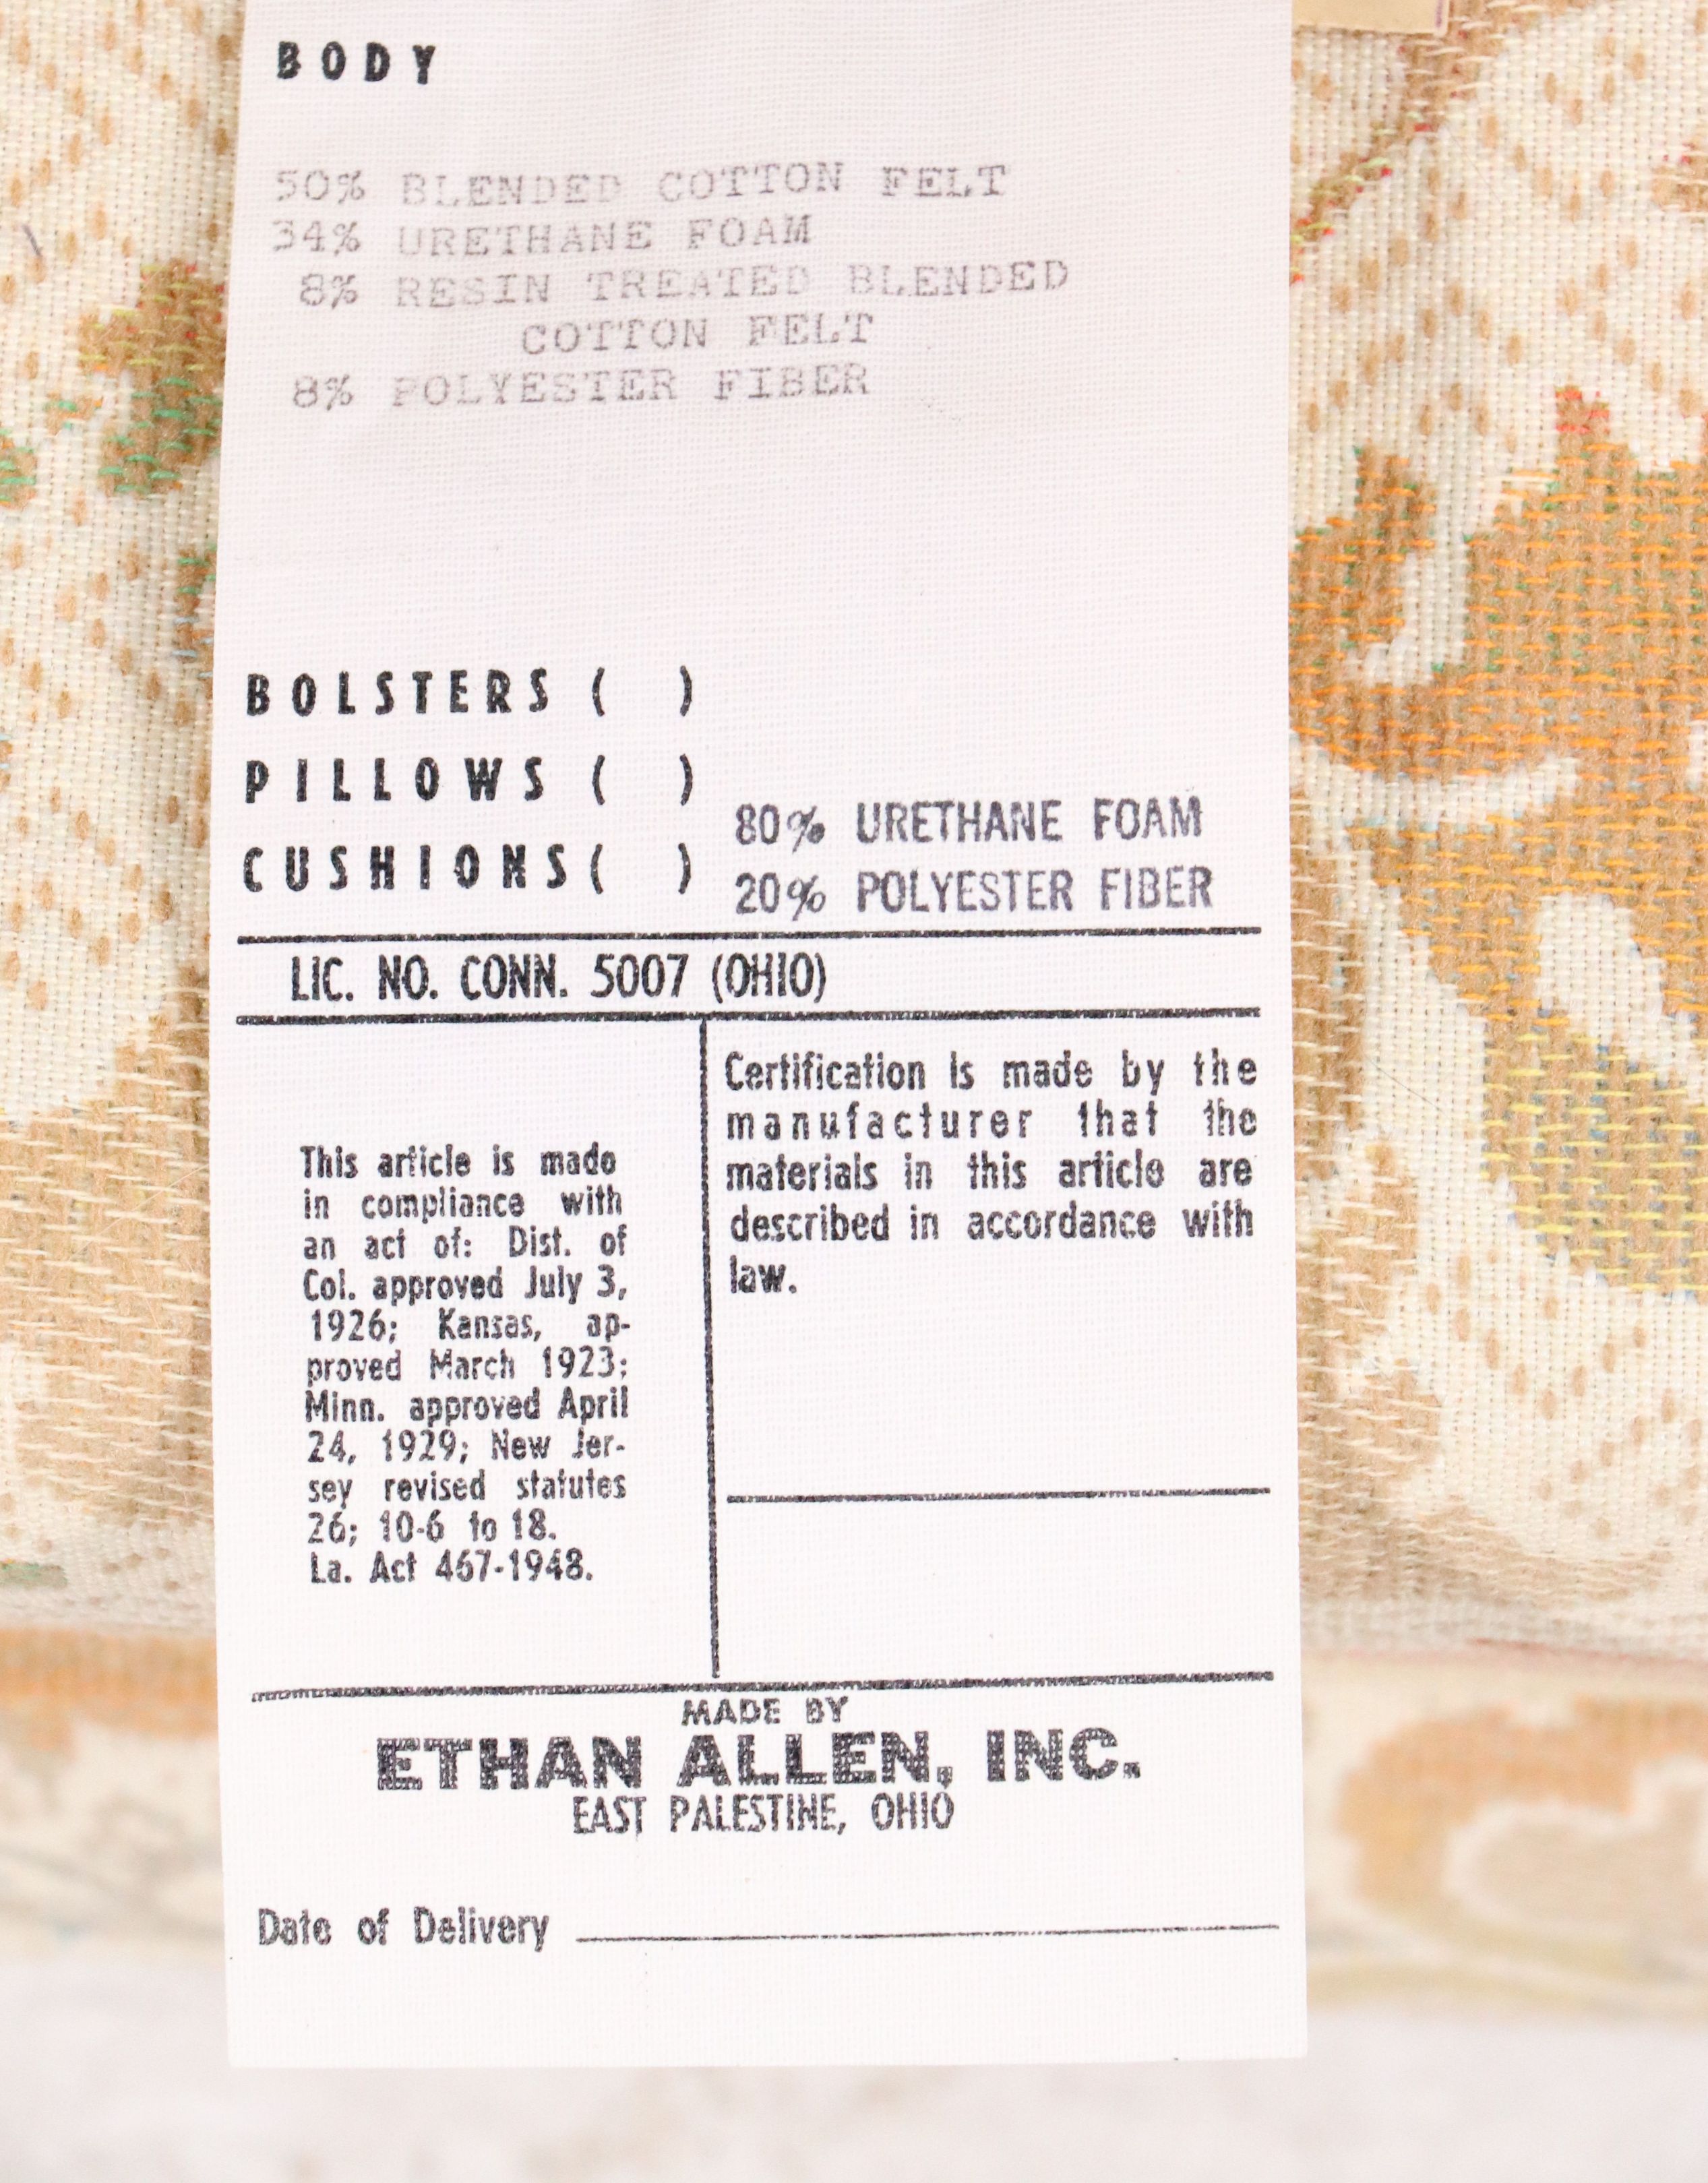 BODY
50% BLENDED COTTON FELT
34% URETHANE FOAM
8% RESIN TREATED BLENDED
COTTON FELT
8% POLYESTER FIBER
BOLSTERS ( )
PILLOWS ( )
CUSHIONS ( )
80% URETHANE FOAM
20% POLYESTER FIBER
LIC. NO. CONN. 5007 (OHIO)
This article is made
in compliance with
an act of: Dist. of
Col. approved July 3,
1926; Kansas, ap-
proved March 1923;
Minn. approved April
24, 1929; New Jer-
sey revised statutes
26; 10-6 to 18.
La. Act 467-1948.
Certification is made by the
manufacturer that the
materials in this article are
described in accordance with
law.
MADE BY
ETHAN ALLEN, INC.
EAST PALESTINE, OHIO
Date of Delivery